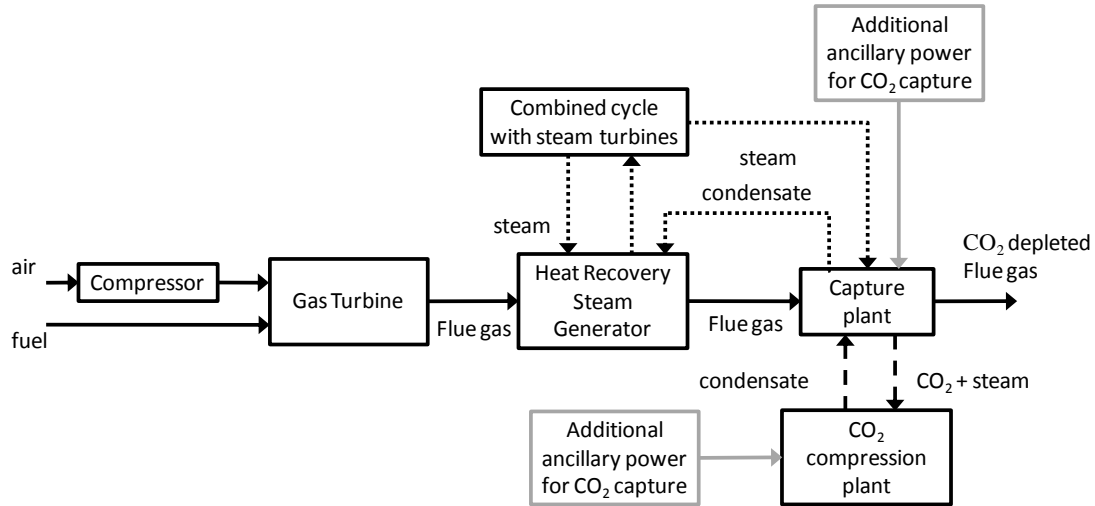 Additional
ancillary power
for CO₂ capture
Combined cycle
with steam turbines
steam
condensate
steam
air
Compressor
Gas Turbine
fuel
Flue gas
Heat Recovery
Steam
Generator
Flue gas
Capture
plant
CO₂ depleted
Flue gas
condensate
CO₂ + steam
Additional
ancillary power
for CO₂ capture
CO₂
compression
plant